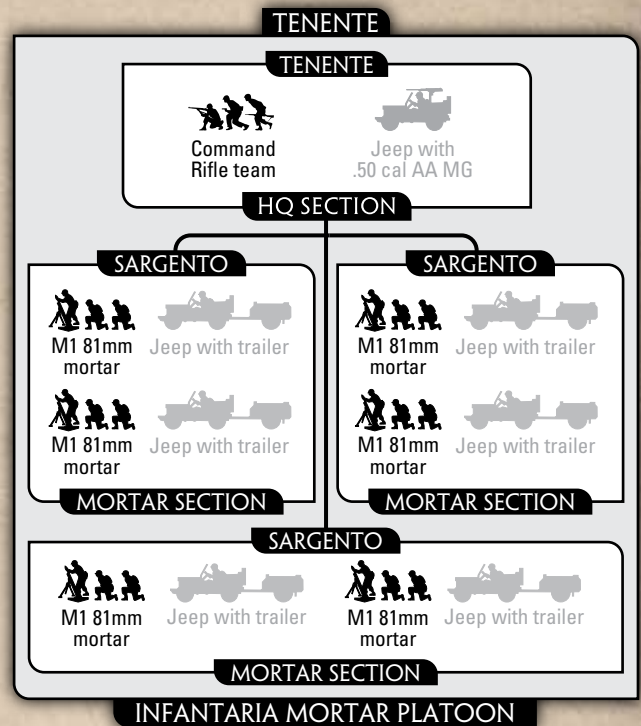 TENENTE
TENENTE
Command
Rifle team
Jeep with
.50 cal AA MG
HQ SECTION
SARGENTO
M1 81mm
mortar
Jeep with trailer
M1 81mm
mortar
Jeep with trailer
MORTAR SECTION
SARGENTO
M1 81mm
mortar
Jeep with trailer
M1 81mm
mortar
Jeep with trailer
MORTAR SECTION
SARGENTO
M1 81mm
mortar
Jeep with trailer
M1 81mm
mortar
Jeep with trailer
MORTAR SECTION
INFANTARIA MORTAR PLATOON